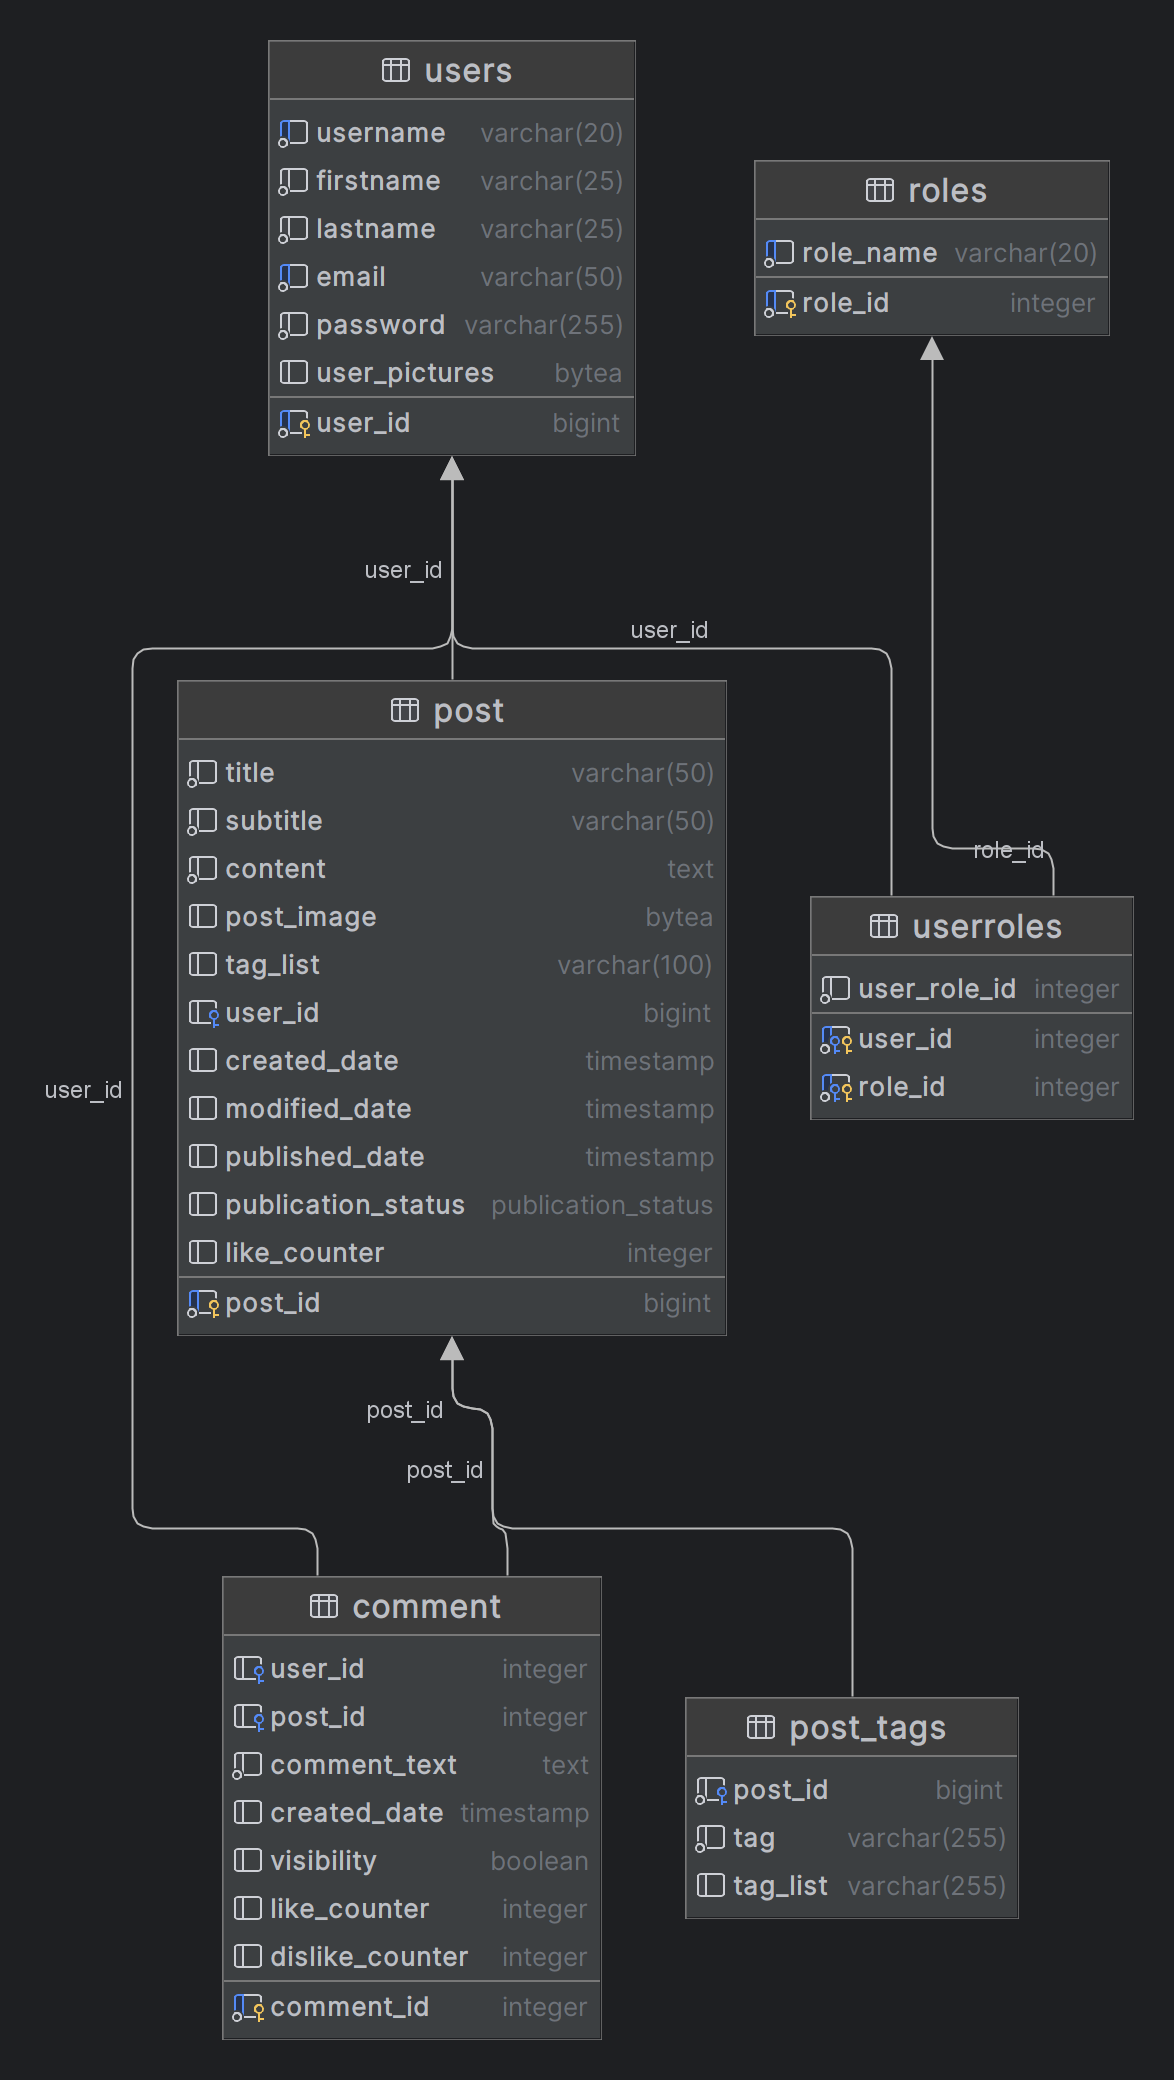 users
username varchar(20)
firstname varchar(25)
lastname varchar(25)
email varchar(50)
password varchar(255)
user_pictures bytea
user_id bigint
roles
role_name varchar(20)
role_id integer
user_id
user_id
post
title varchar(50)
subtitle varchar(50)
content text
post_image bytea
tag_list varchar(100)
user_id bigint
created_date timestamp
modified_date timestamp
published_date timestamp
publication_status publication_status
like_counter integer
post_id bigint
role_id
userroles
user_role_id integer
user_id integer
role_id integer
user_id
post_id
post_id
comment
user_id integer
post_id integer
comment_text text
created_date timestamp
visibility boolean
like_counter integer
dislike_counter integer
comment_id integer
post_tags
post_id bigint
tag varchar(255)
tag_list varchar(255)